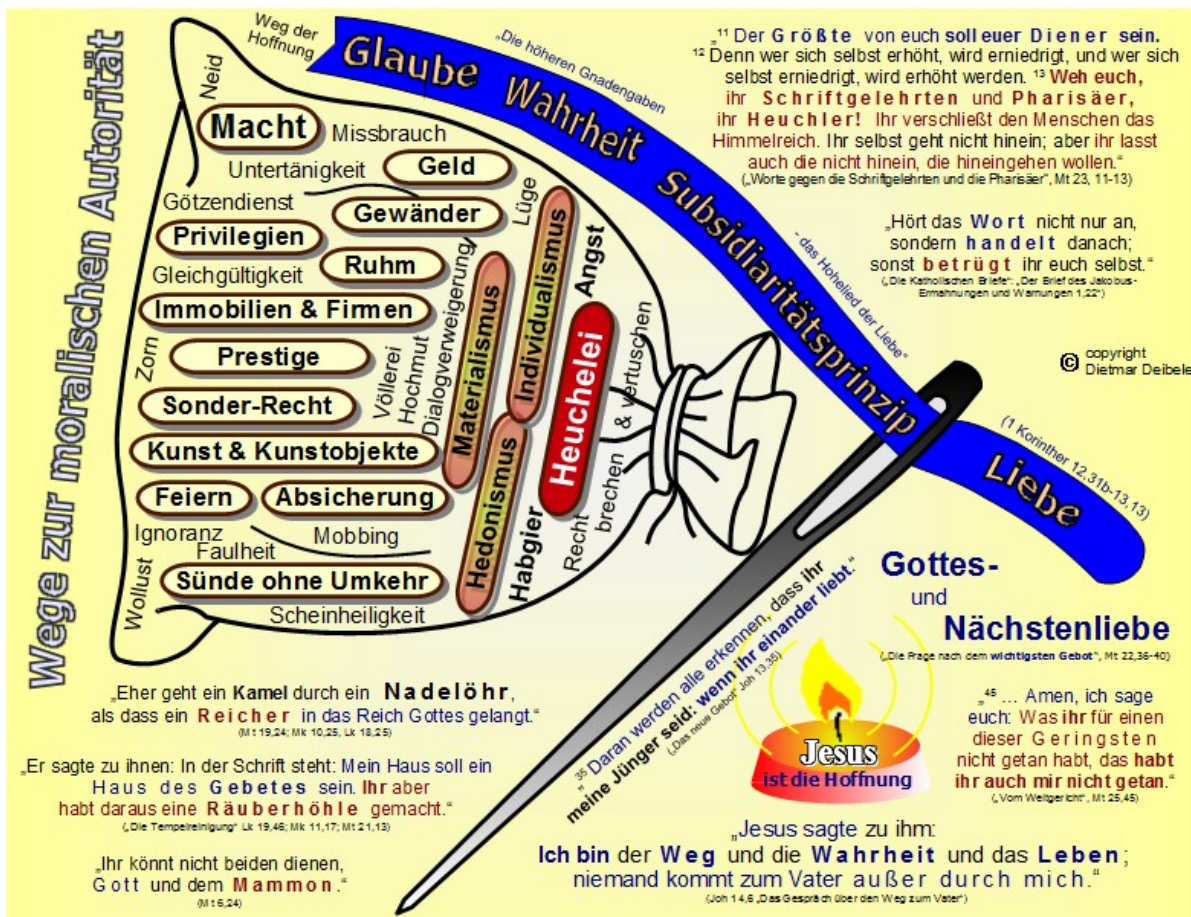 Wege zur moralischen Autorität
Weg der
Hoffnung
Glaube Wahrheit Subsidiaritätsprinzip Liebe
„Die höheren Gnadengaben
- das Hohelied der Liebe“
(1 Korinther 12,31b-13,13)
Neid
Macht
Missbrauch
Untertänigkeit
Geld
Götzendienst
Gewänder
Lüge
Privilegien
Ruhm
Gleichgültigkeit
Immobilien & Firmen
Zorn
Prestige
Völlerei
Hochmut
Dialogverweigerung
Sonder-Recht
Kunst & Kunstobjekte
Feiern
Absicherung
Ignoranz
Faulheit
Mobbing
Wollust
Sünde ohne Umkehr
Scheinheiligkeit
Materialismus
Individualismus
Hedonismus
Angst
Heuchelei
Habgier
Recht
brechen & vertuschen
„¹¹ Der Größte von euch soll euer Diener sein.
¹² Denn wer sich selbst erhöht, wird erniedrigt, und wer sich
selbst erniedrigt, wird erhöht werden. ¹³ Weh euch,
ihr Schriftgelehrten und Pharisäer,
ihr Heuchler! Ihr verschließt den Menschen das
Himmelreich. Ihr selbst geht nicht hinein; aber ihr lasst
auch die nicht hinein, die hineingehen wollen.“
(„Worte gegen die Schriftgelehrten und die Pharisäer“, Mt 23, 11-13)
„Hört das Wort nicht nur an,
sondern handelt danach;
sonst betrügt ihr euch selbst.“
(„Die Katholischen Briefe“: „Der Brief des Jakobus-
Ermahnungen und Warnungen 1,22“)
© copyright
Dietmar Deibele
Gottes-
und
Nächstenliebe
(„Die Frage nach dem wichtigsten Gebot“, Mt 22,36-40)
„³⁵ Daran werden alle erkennen, dass ihr
meine Jünger seid: wenn ihr einander liebt.“
(„Das neue Gebot“ Joh 13,35)
Jesus
ist die Hoffnung
„⁴⁵ ... Amen, ich sage
euch: Was ihr für einen
dieser Geringsten
nicht getan habt, das habt
ihr auch mir nicht getan.“
(„Vom Weltgericht“, Mt 25,45)
„Eher geht ein Kamel durch ein Nadelöhr,
als dass ein Reicher in das Reich Gottes gelangt.“
(Mt 19,24; Mk 10,25, Lk 18,25)
„Er sagte zu ihnen: In der Schrift steht: Mein Haus soll ein
Haus des Gebetes sein. Ihr aber
habt daraus eine Räuberhöhle gemacht.“
(„Die Tempelreinigung“ Lk 19,46; Mk 11,17; Mt 21,13)
„Ihr könnt nicht beiden dienen,
Gott und dem Mammon.“
(Mt 6,24)
„Jesus sagte zu ihm:
Ich bin der Weg und die Wahrheit und das Leben;
niemand kommt zum Vater außer durch mich.“
(Joh 14,6 „Das Gespräch über den Weg zum Vater“)